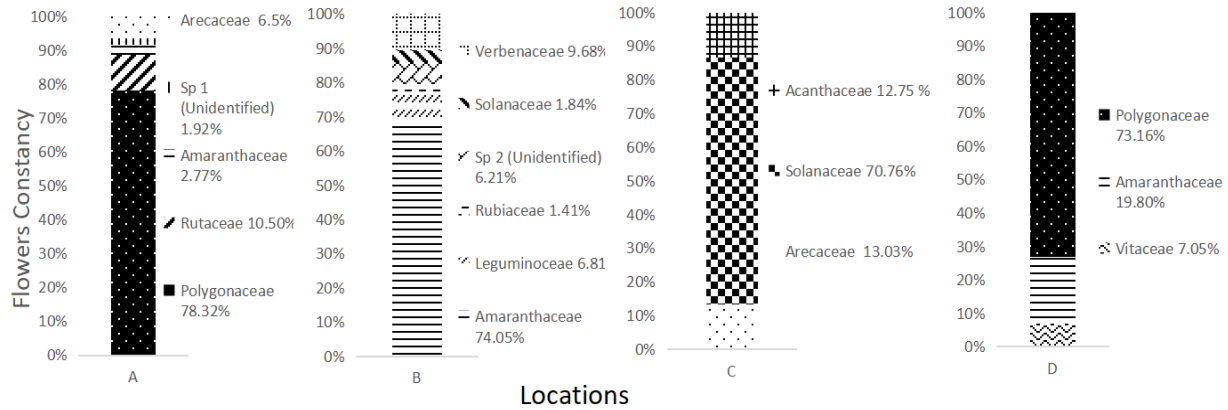 Flowers Constancy
100%
90%
80%
70%
60%
50%
40%
30%
20%
10%
0%
Arecaceae 6.5%
Sp 1
(Unidentified)
1.92%
Amaranthaceae
2.77%
Rutaceae 10.50%
Polygonaceae
78.32%
A
100%
90%
80%
70%
60%
50%
40%
30%
20%
10%
0%
Verbenaceae 9.68%
Solanaceae 1.84%
Sp 2 (Unidentified)
6.21%
Rubiaceae 1.41%
Leguminoceae 6.81
Amaranthaceae
74.05%
B
100%
90%
80%
70%
60%
50%
40%
30%
20%
10%
0%
Acanthaceae 12.75 %
Solanaceae 70.76%
Arecaceae 13.03%
C
100%
90%
80%
70%
60%
50%
40%
30%
20%
10%
0%
Polygonaceae
73.16%
Amaranthaceae
19.80%
Vitaceae 7.05%
D
Locations